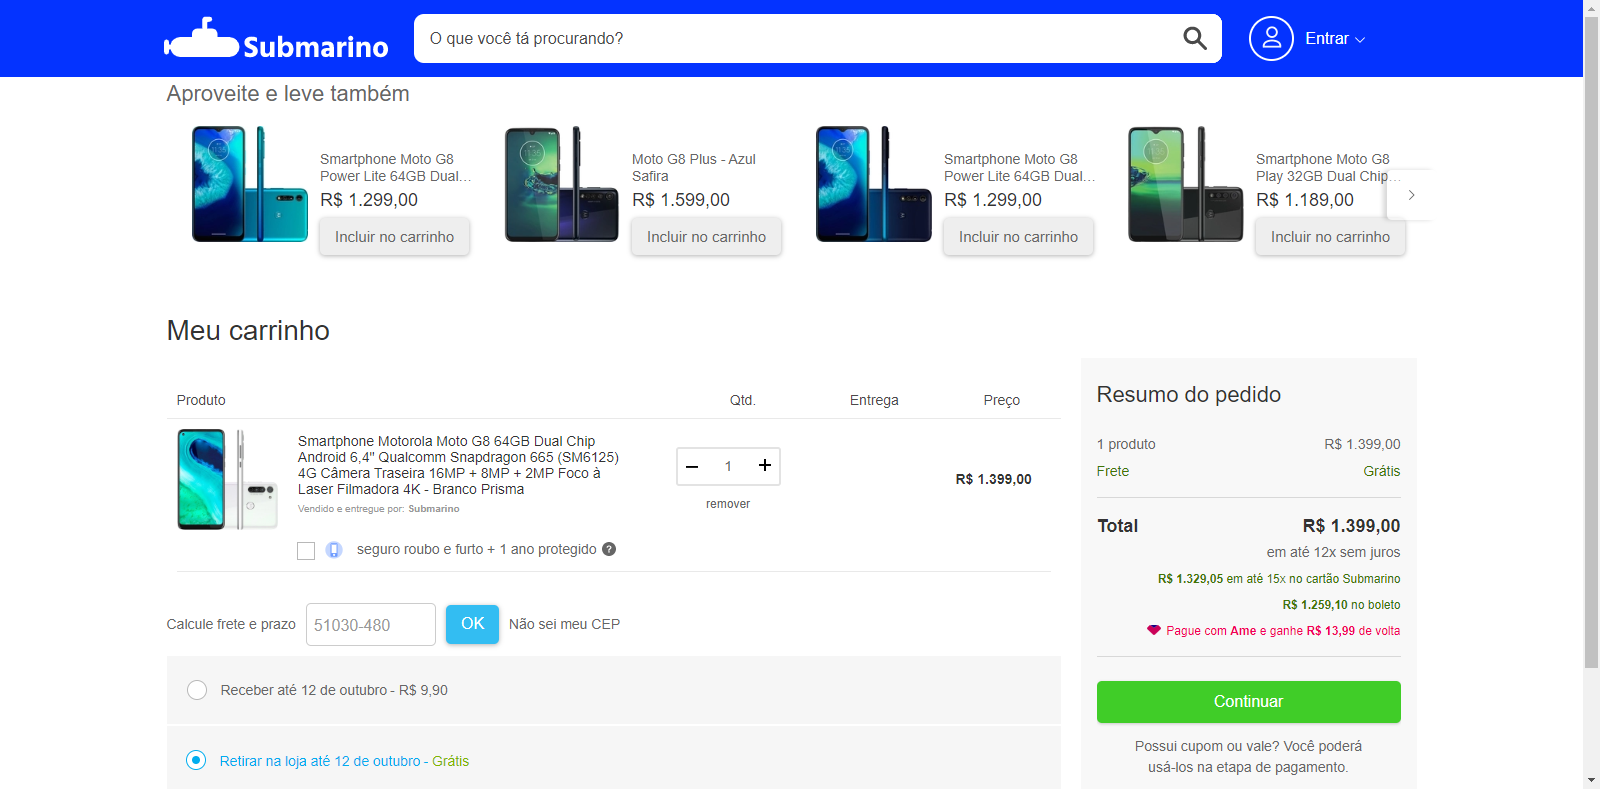 Submarino
O que você tá procurando?
Entrar
Aproveite e leve também
Smartphone Moto G8
Power Lite 64GB Dual...
R$ 1.299,00
Incluir no carrinho
Moto G8 Plus - Azul
Safira
R$ 1.599,00
Incluir no carrinho
Smartphone Moto G8
Power Lite 64GB Dual...
R$ 1.299,00
Incluir no carrinho
Smartphone Moto G8
Play 32GB Dual Chip...
R$ 1.189,00
Incluir no carrinho
Meu carrinho
Produto
Qtd.
Entrega
Preço
Smartphone Motorola Moto G8 64GB Dual Chip
Android 6,4" Qualcomm Snapdragon 665 (SM6125)
4G Câmera Traseira 16MP + 8MP + 2MP Foco à
Laser Filmadora 4K - Branco Prisma
Vendido e entregue por: Submarino
1
remover
R$ 1.399,00
seguro roubo e furto + 1 ano protegido ?
Calcule frete e prazo
51030-480
OK
Não sei meu CEP
Receber até 12 de outubro - R$ 9,90
Retirar na loja até 12 de outubro - Grátis
Resumo do pedido
1 produto R$ 1.399,00
Frete Grátis
Total R$ 1.399,00
em até 12x sem juros
R$ 1.329,05 em até 15x no cartão Submarino
R$ 1.259,10 no boleto
Pague com Ame e ganhe R$ 13,99 de volta
Continuar
Possui cupom ou vale? Você poderá
usá-los na etapa de pagamento.